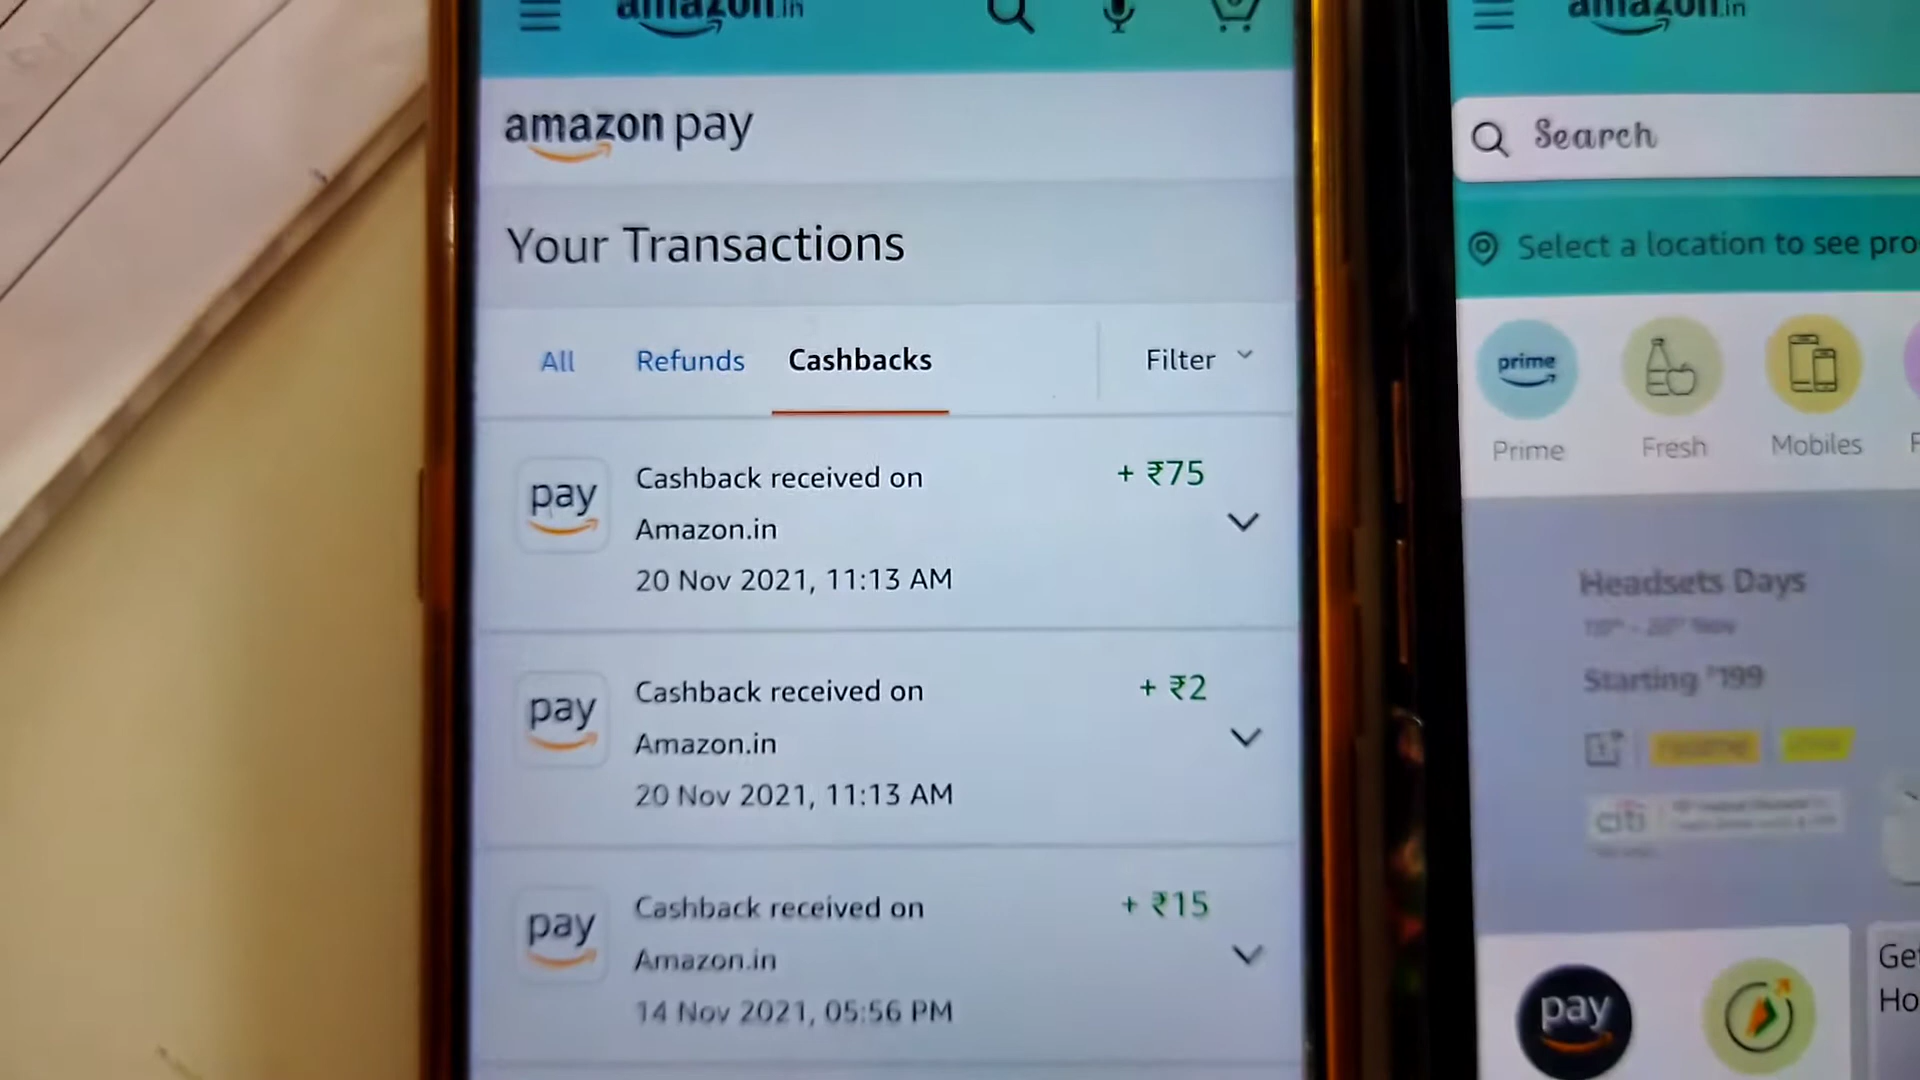 amazon.in
amazon pay
Your Transactions
All Refunds Cashbacks Filter
Cashback received on + ₹75
pay
Amazon.in
20 Nov 2021, 11:13 AM
Cashback received on + ₹2
pay
Amazon.in
20 Nov 2021, 11:13 AM
Cashback received on + ₹15
pay
Amazon.in
14 Nov 2021, 05:56 PM
amazon.in
Search
Select a location to see pro
prime
Prime Fresh Mobiles
Headsets Days
Starting ₹199
realme
citi
pay
Get
Ho